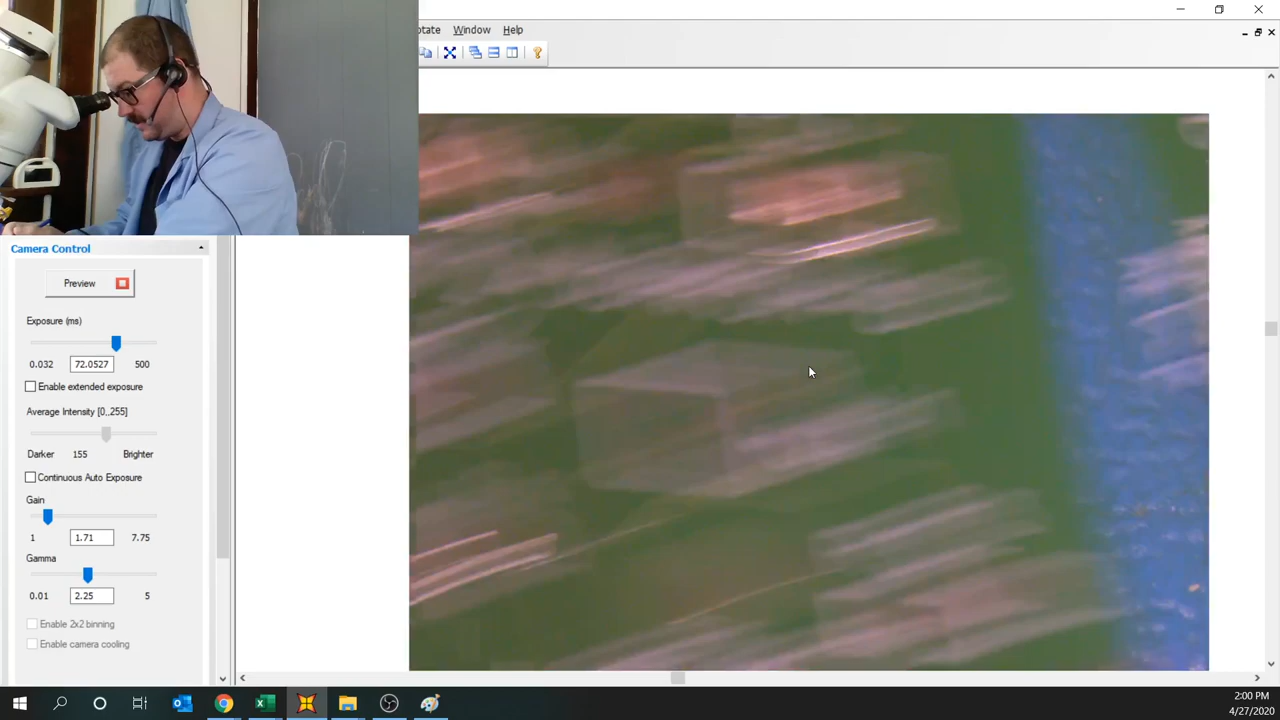 otate Window Help
Camera Control
Preview
Exposure (ms)
0.032 72.0527 500
Enable extended exposure
Average Intensity [0,,255]
Darker 155 Brighter
Continuous Auto Exposure
Gain
1 1.71 7.75
Gamma
0.01 2.25 5
Enable 2x2 binning
Enable camera cooling
2:00 PM
4/27/2020